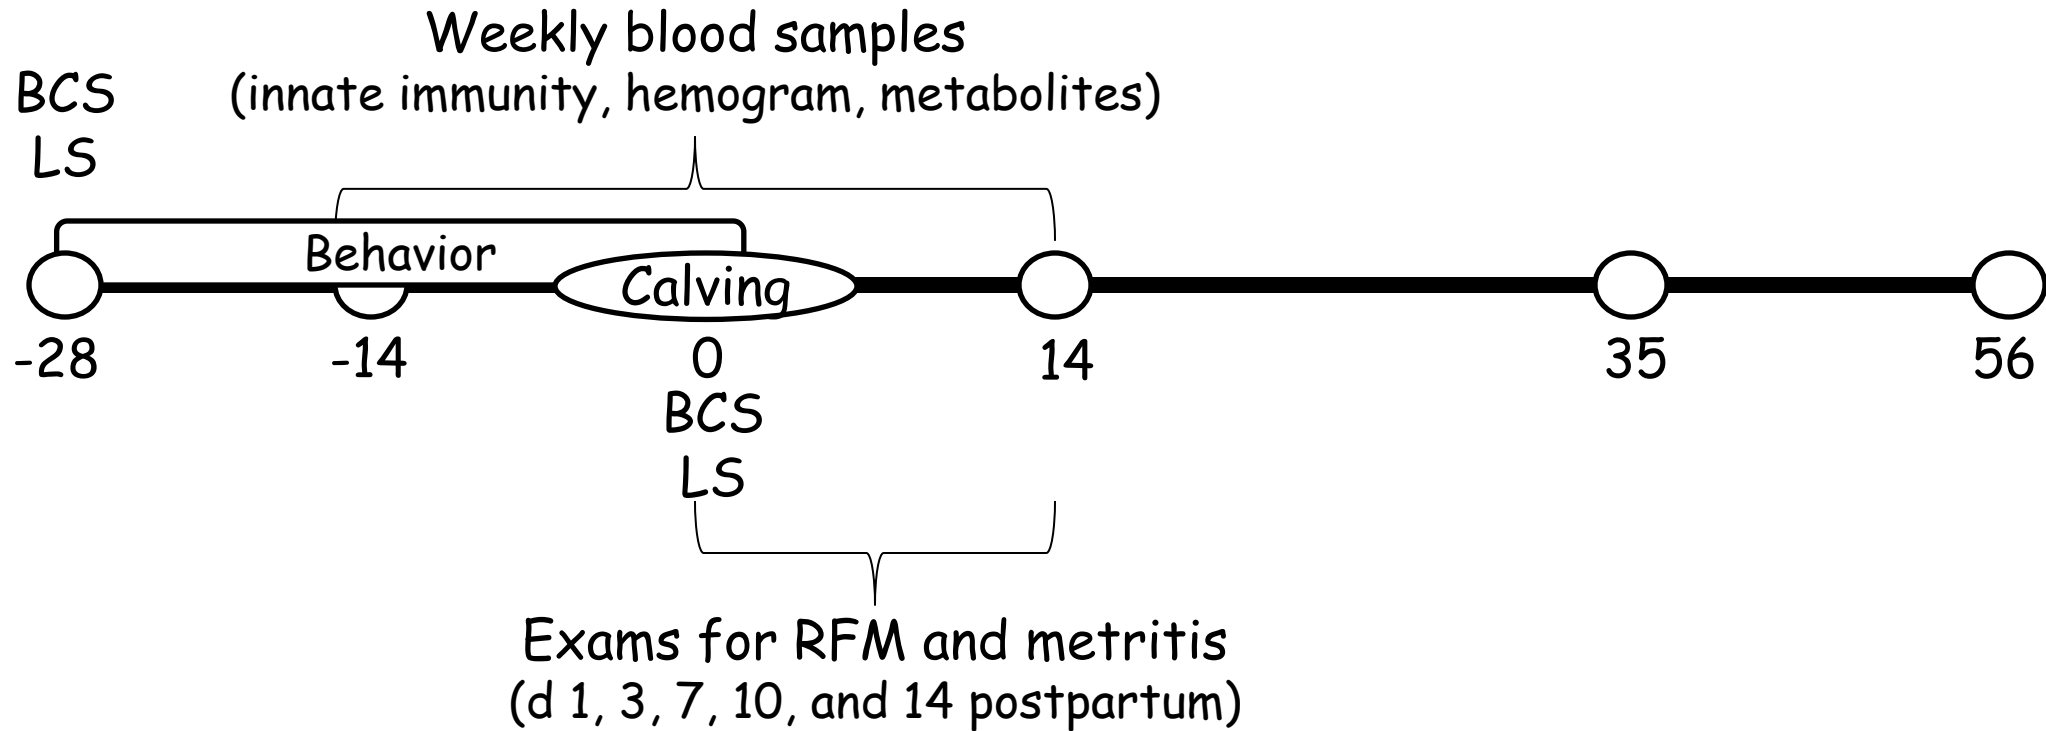 Weekly blood samples
(innate immunity, hemogram, metabolites)
BCS
LS
Behavior
Calving
-28
-14
0
14
35
56
BCS
LS
Exams for RFM and metritis
(d 1, 3, 7, 10, and 14 postpartum)